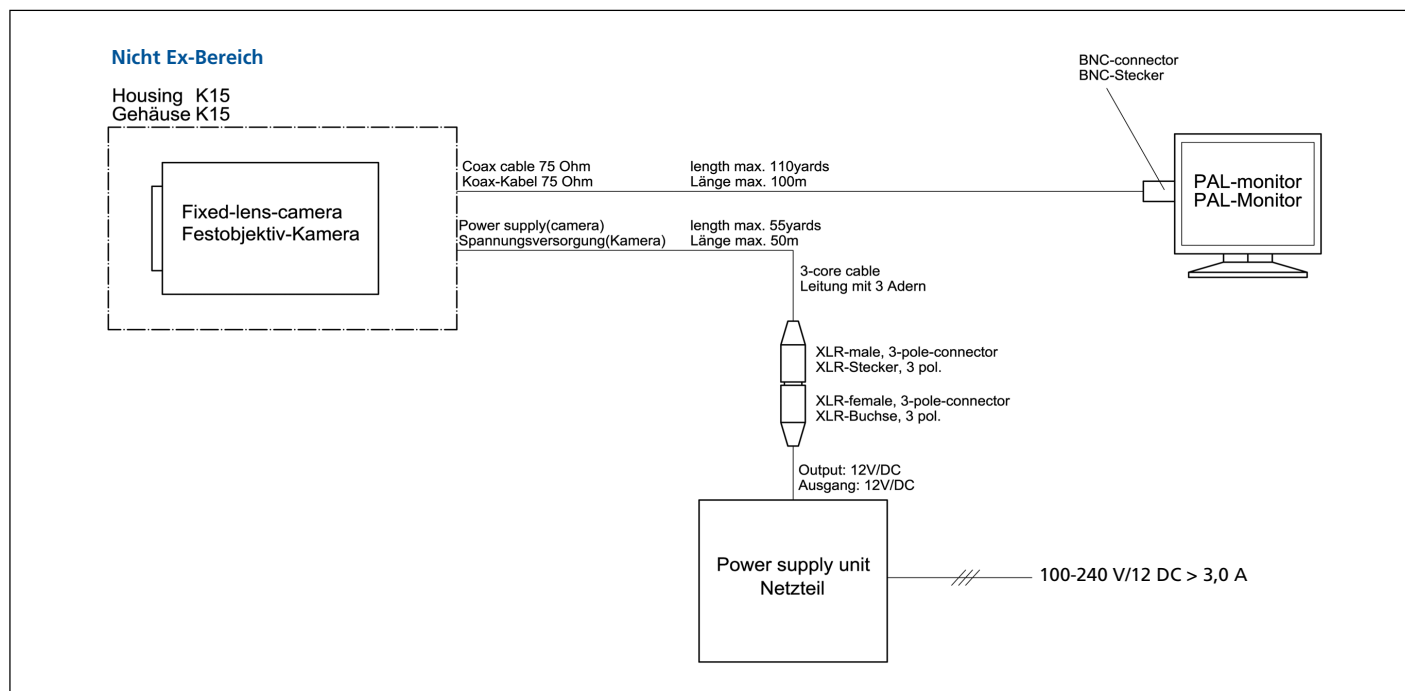 Nicht Ex-Bereich
Housing K15
Gehäuse K15
Fixed-lens-camera
Festobjektiv-Kamera
Coax cable 75 Ohm
Koax-Kabel 75 Ohm
length max. 110yards
Länge max. 100m
Power supply(camera)
Spannungsversorgung(Kamera)
length max. 55yards
Länge max. 50m
BNC-connector
BNC-Stecker
PAL-monitor
PAL-Monitor
3-core cable
Leitung mit 3 Adern
XLR-male, 3-pole-connector
XLR-Stecker, 3 pol.
XLR-female, 3-pole-connector
XLR-Buchse, 3 pol.
Output: 12V/DC
Ausgang: 12V/DC
Power supply unit
Netzteil
100-240 V/12 DC > 3,0 A